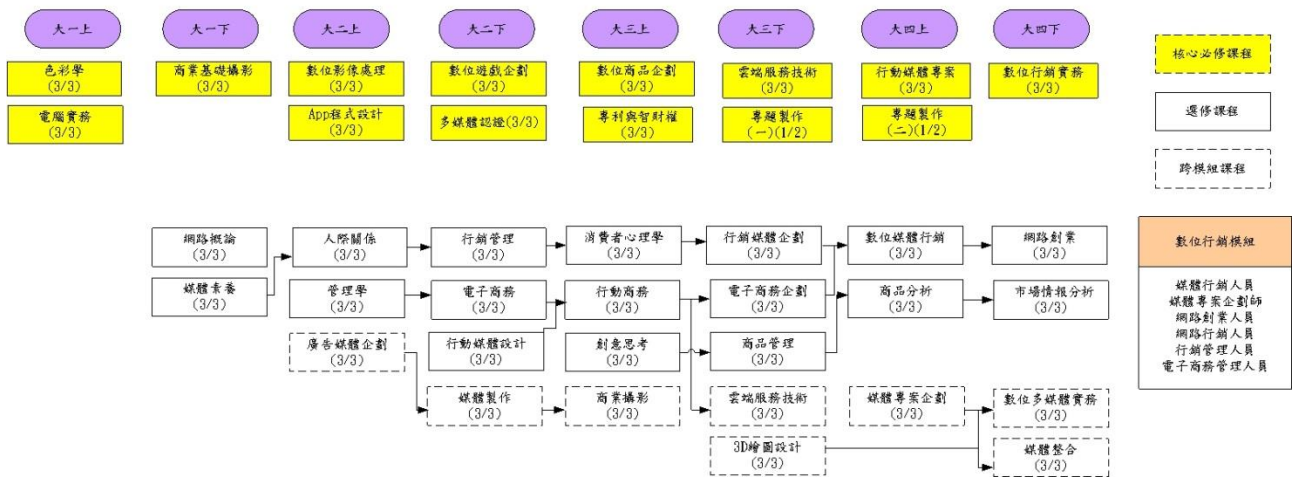 大一上
大一下
大二上
大二下
大三上
大三下
大四上
大四下
色彩學
(3/3)
商業基礎攝影
(3/3)
數位影像處理
(3/3)
數位遊戲企劃
(3/3)
數位商品企劃
(3/3)
雲端服務技術
(3/3)
行動媒體專案
(3/3)
數位行銷實務
(3/3)
核心必修課程
電腦實務
(3/3)
App程式設計
(3/3)
多媒體認證(3/3)
專利與智財權
(3/3)
專題製作
(一)(1/2)
專題製作
(二)(1/2)
選修課程
跨模組課程
網路概論
(3/3)
人際關係
(3/3)
行銷管理
(3/3)
消費者心理學
(3/3)
行銷媒體企劃
(3/3)
數位媒體行銷
(3/3)
網路創業
(3/3)
媒體素養
(3/3)
管理學
(3/3)
電子商務
(3/3)
行動商務
(3/3)
電子商務企劃
(3/3)
商品分析
(3/3)
市場情報分析
(3/3)
廣告媒體企劃
(3/3)
行動媒體設計
(3/3)
創意思考
(3/3)
商品管理
(3/3)
媒體製作
(3/3)
商業攝影
(3/3)
雲端服務技術
(3/3)
媒體專案企劃
(3/3)
數位多媒體實務
(3/3)
3D繪圖設計
(3/3)
媒體整合
(3/3)
數位行銷模組
媒體行銷人員
媒體專案企劃師
網路創業人員
網路行銷人員
行銷管理人員
電子商務管理人員